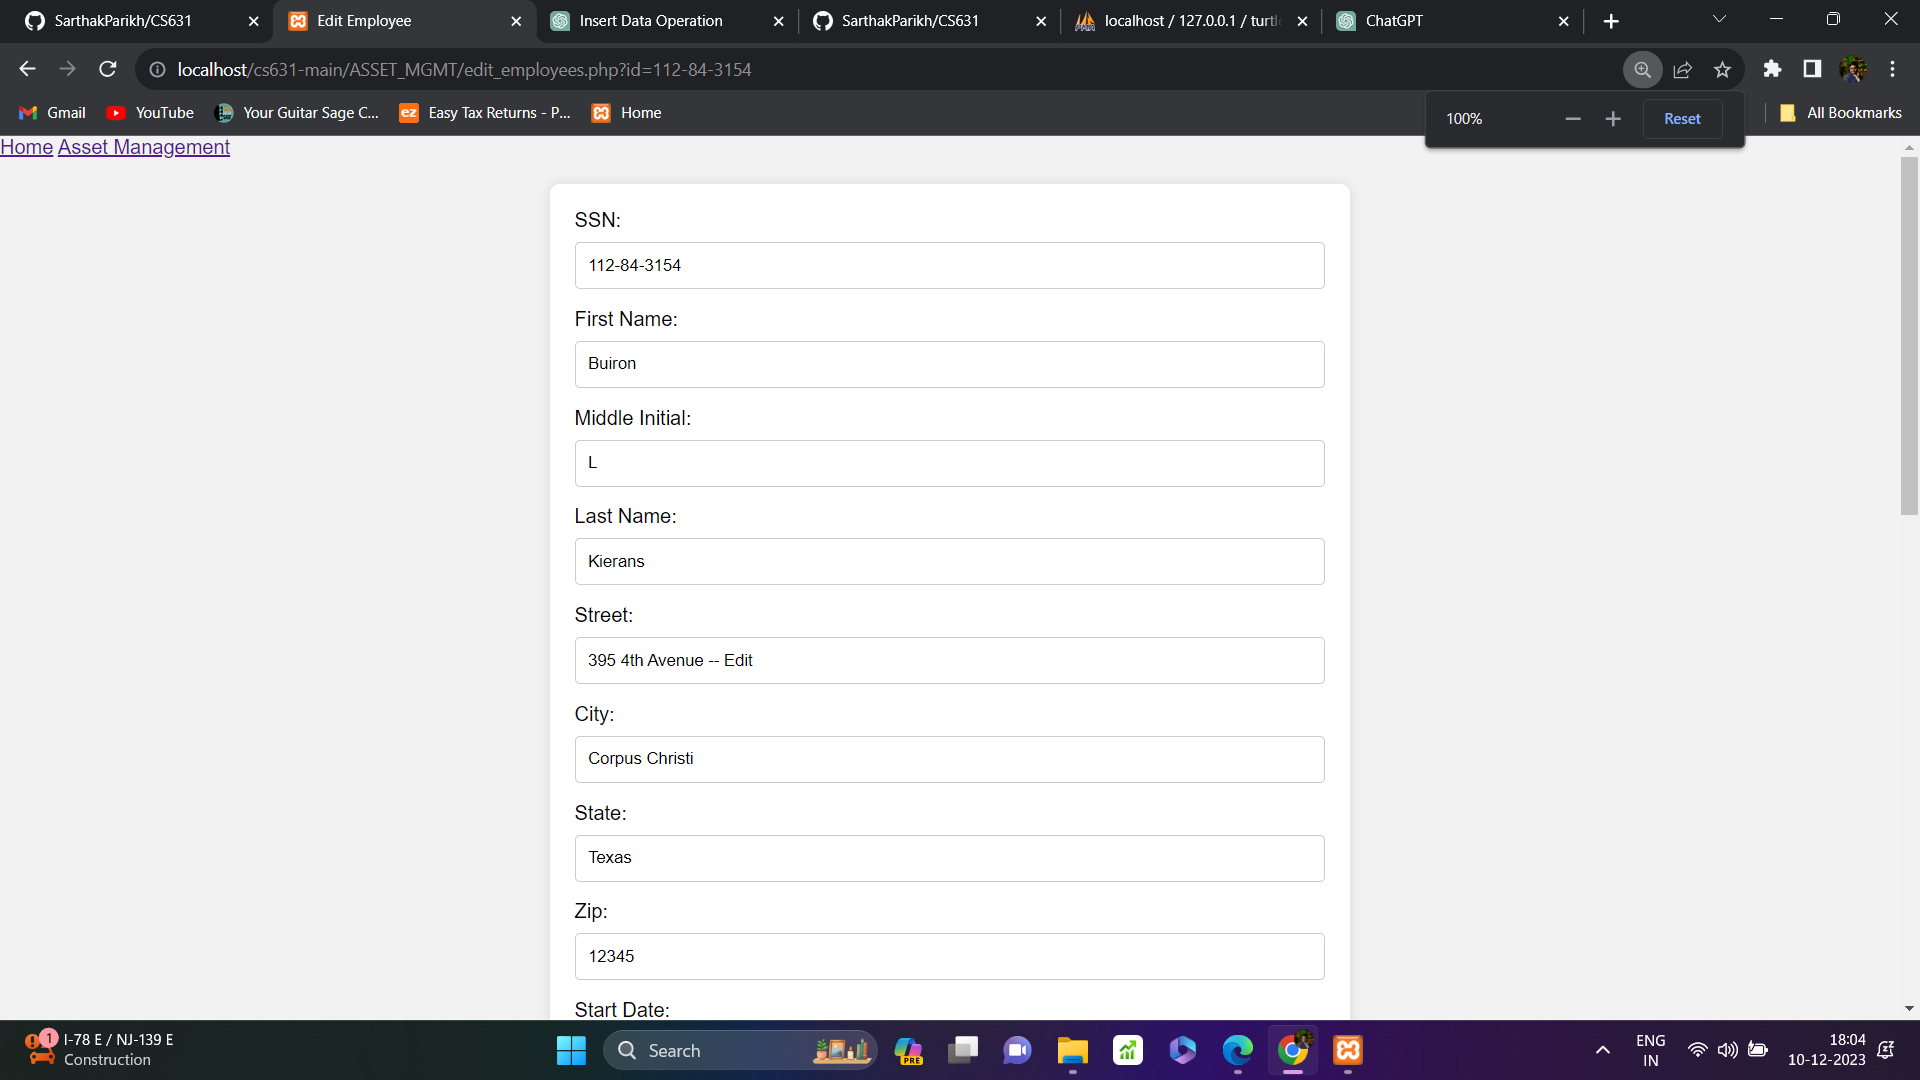 SarthakParikh/CS631
Edit Employee
Insert Data Operation
SarthakParikh/CS631
localhost / 127.0.0.1 / turtl
ChatGPT
localhost/cs631-main/ASSET_MGMT/edit_employees.php?id=112-84-3154
Gmail
YouTube
Your Guitar Sage C...
ez
Easy Tax Returns - P...
Home
100%
Reset
All Bookmarks
Home Asset Management
SSN:
112-84-3154
First Name:
Buiron
Middle Initial:
L
Last Name:
Kierans
Street:
395 4th Avenue -- Edit
City:
Corpus Christi
State:
Texas
Zip:
12345
Start Date:
1
I-78 E / NJ-139 E
Construction
Search
PRE
ENG
IN
18:04
10-12-2023